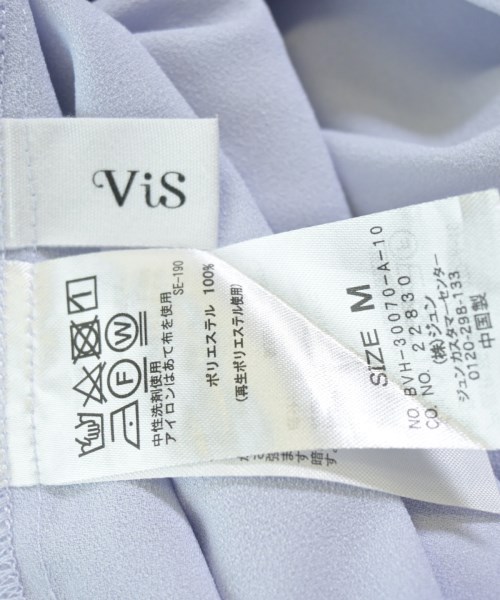 ViS
中性洗剤使用
アイロンはあて布を使用
SE-190
ポリエステル 100%
(再生ポリエステル使用)
SiZE M
NO. BVH-30070-A-10
CO. NO. 22830
(株)ジュン
ジュン カスタマーセンター
0120-298-133
中国製
F
W